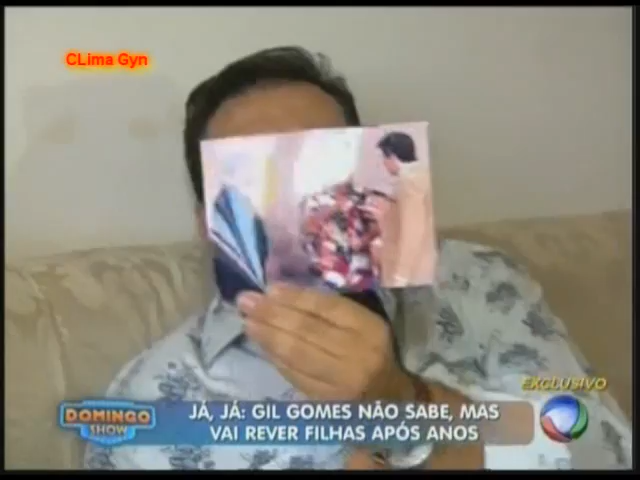 CLima Gyn
EXCLUSIVO
DOMINGO
SHOW
JÁ, JÁ: GIL GOMES NÃO SABE, MAS
VAI REVER FILHAS APÓS ANOS